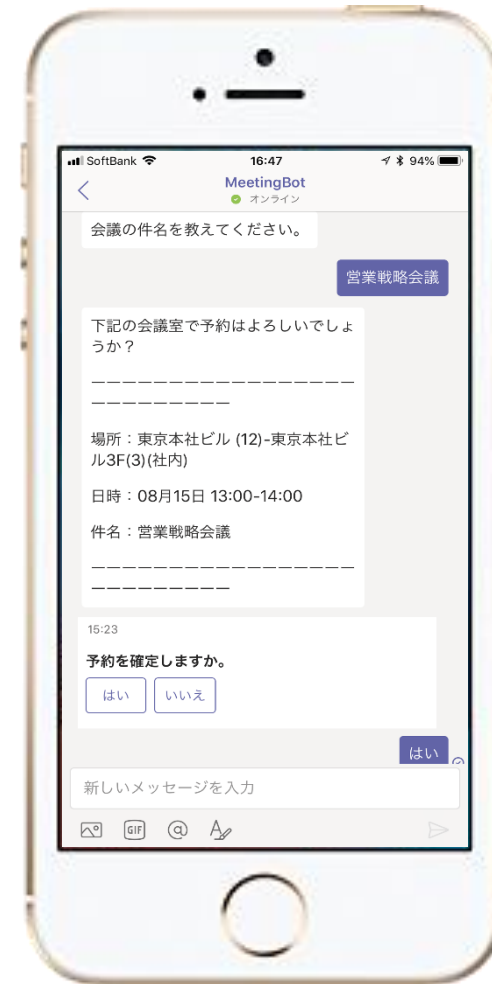 SoftBank 16:47 94%
MeetingBot
オンライン
会議の件名を教えてください。
営業戦略会議
下記の会議室で予約はよろしいでしょ
うか？
ーーーーーーーーーーーーーーーーー
ーーーーーーーーー
場所：東京本社ビル (12)-東京本社ビ
ル3F(3)(社内)
日時：08月15日 13:00-14:00
件名：営業戦略会議
ーーーーーーーーーーーーーーーーー
ーーーーーーーーー
15:23
予約を確定しますか。
はい いいえ
はい
新しいメッセージを入力
GIF @ A